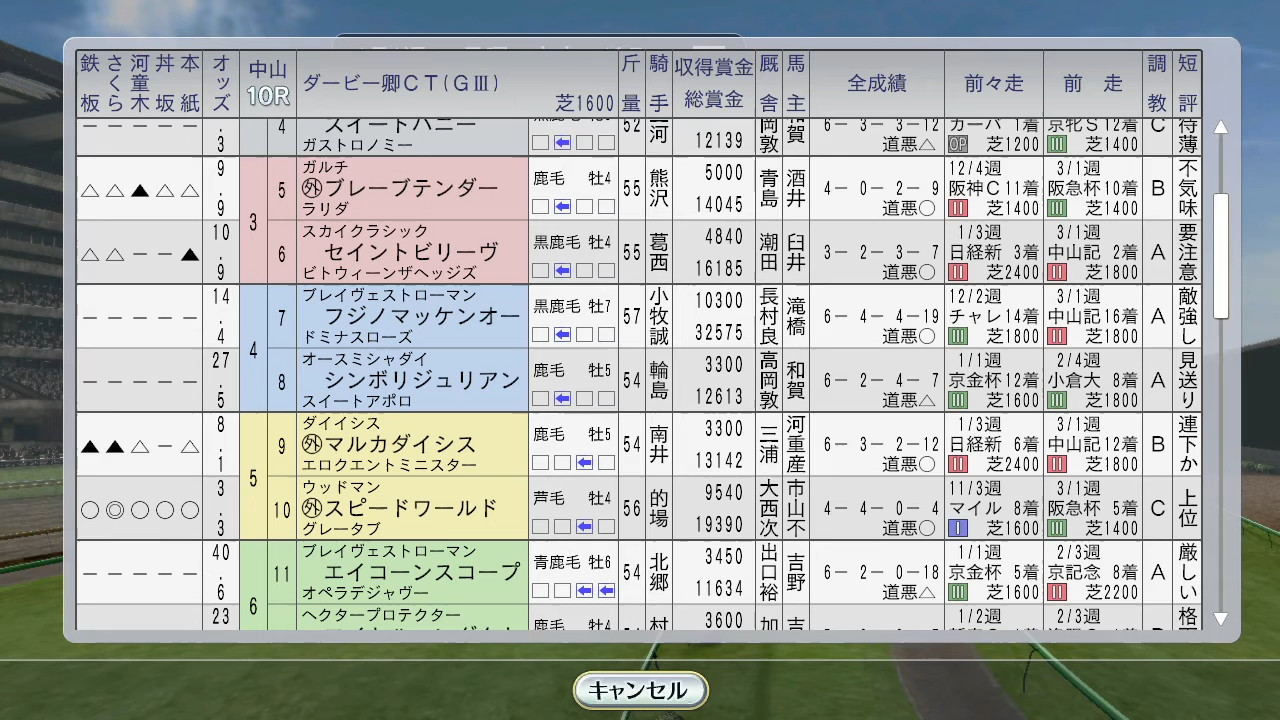 鉄板 さくら 河童木 丼坂 本紙 オッズ 中山10R ダービー卿CT(GⅢ) 芝1600 斤量 騎手 収得賞金 総賞金 厩舎 馬主 全成績 前々走 前走 調教 短評
－ － － － － .3 4 スイートハニー ガストロノミー 52 河 12139 岡敦 賀 6－ 3－ 3－12 道悪△ カーバ 1着 OP 芝1200 京牝S12着 Ⅲ 芝1400 C 待薄
△ △ ▲ △ △ 9.9 3 5 ガルチ
外ブレーブテンダー
ラリダ
鹿毛 牡4 ← 55 熊沢 5000 14045 青島 酒井 4－ 0－ 2－ 9 道悪○ 12/4週 阪神C11着 Ⅱ 芝1400 3/1週 阪急杯10着 Ⅲ 芝1400 B 不気味
△ △ － － ▲ 10.9 6 スカイクラシック
セイントビリーヴ
ビトウィーンザヘッジズ
黒鹿毛 牡4 ← 55 葛西 4840 16185 潮田 臼井 3－ 2－ 3－ 7 道悪○ 1/3週 日経新 3着 Ⅱ 芝2400 3/1週 中山記 2着 Ⅱ 芝1800 A 要注意
－ － － － － 14.4 4 7 ブレイヴェストローマン
フジノマッケンオー
ドミナスローズ
黒鹿毛 牡7 ← 57 小牧誠 10300 32575 長村良 滝橋 6－ 4－ 4－19 道悪○ 12/2週 チャレ14着 Ⅲ 芝1800 3/1週 中山記16着 Ⅱ 芝1800 A 敵強し
－ － － － － 27.5 8 オースミシャダイ
シンボリジュリアン
スイートアポロ
鹿毛 牡5 ← 54 輪島 3300 12613 高岡敦 和賀 6－ 2－ 4－ 7 道悪△ 1/1週 京金杯12着 Ⅲ 芝1600 2/4週 小倉大 8着 Ⅲ 芝1800 A 見送り
▲ ▲ △ － △ 8.1 5 9 ダイイシス
外マルカダイシス
エロクエントミニスター
鹿毛 牡5 ← 54 南井 3300 13142 三浦 河重産 6－ 3－ 2－12 道悪○ 1/3週 日経新 6着 Ⅱ 芝2400 3/1週 中山記12着 Ⅱ 芝1800 B 連下か
○ ◎ ○ ○ ○ 3.3 10 ウッドマン
外スピードワールド
グレータブ
芦毛 牡4 ← 56 的場 9540 19390 大西次 市山不 4－ 4－ 0－ 4 道悪○ 11/3週 マイル 8着 Ⅰ 芝1600 3/1週 阪急杯 5着 Ⅲ 芝1400 C 上位
－ － － － － 40.6 6 11 ブレイヴェストローマン
エイコーンスコープ
オペラデジャヴー
青鹿毛 牡6 ← ← 54 北郷 3450 11634 出口裕 吉野 6－ 2－ 0－18 道悪△ 1/1週 京金杯 5着 Ⅲ 芝1600 2/3週 京記念 8着 Ⅱ 芝2200 A 厳しい
23 ヘクタープロテクター
鹿毛 牡4 村 3600 加 吉 1/2週 2/3週 格
キャンセル